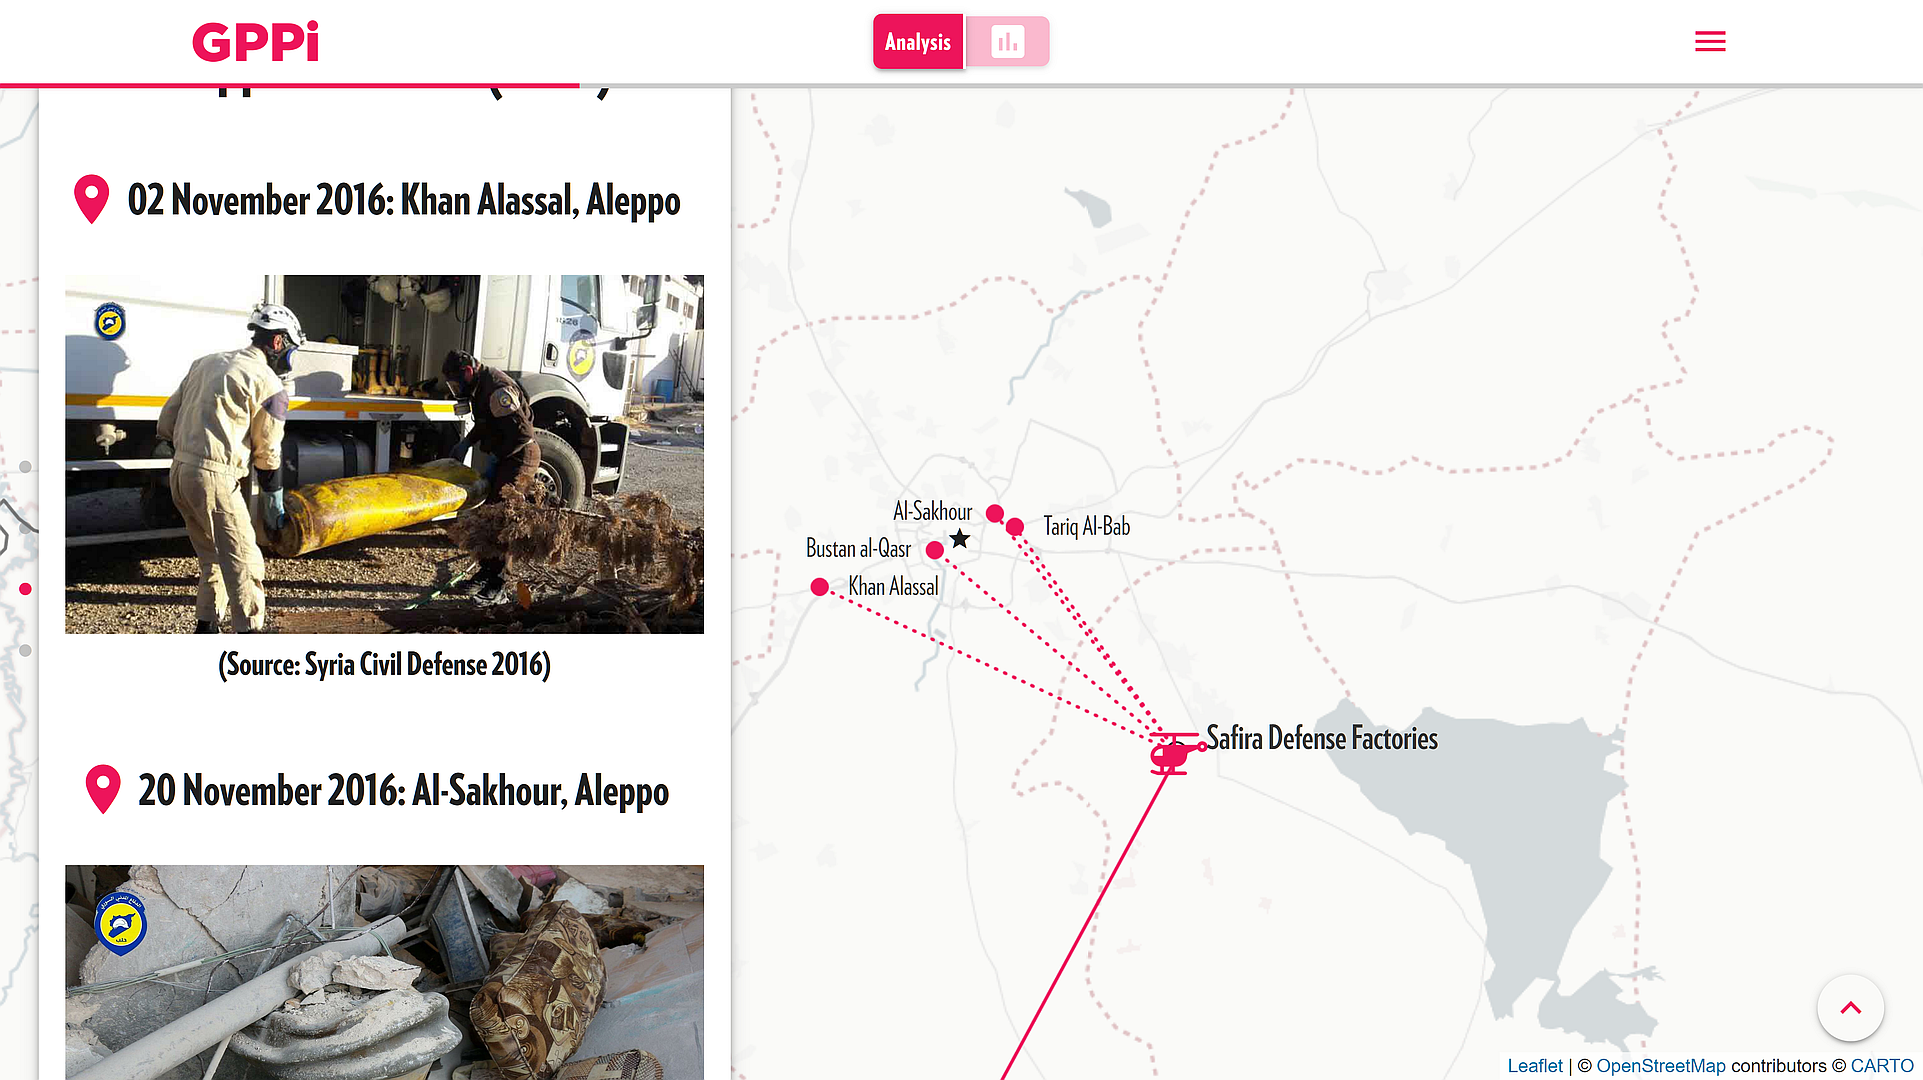 GPPi
Analysis
02 November 2016: Khan Alassal, Aleppo
(Source: Syria Civil Defense 2016)
20 November 2016: Al-Sakhour, Aleppo
Al-Sakhour
Tariq Al-Bab
Bustan al-Qasr
Khan Alassal
Safira Defense Factories
Leaflet | © OpenStreetMap contributors © CARTO